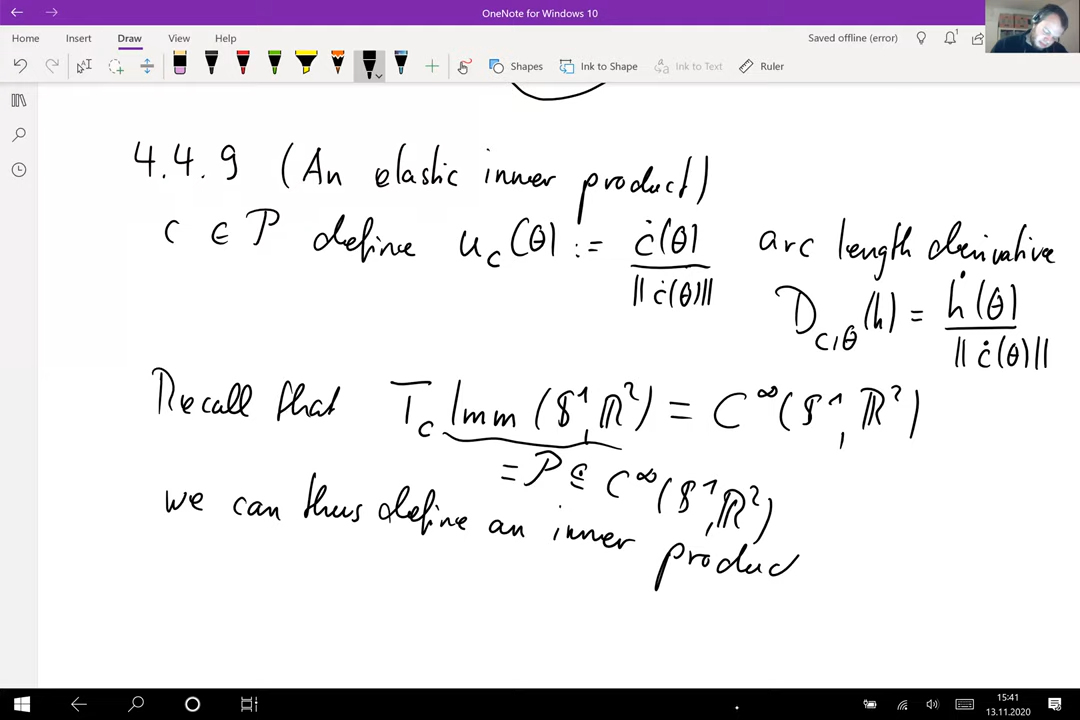 OneNote for Windows 10
Home Insert Draw View Help
Saved offline (error)
Shapes Ink to Shape Ink to Text Ruler
4.4.9 (An elastic inner product)
c ∈ P define u_c(θ) := ċ(θ) / ||ċ(θ)|| arc length derivative
D_{c,θ}(h) = ḣ(θ) / ||ċ(θ)||
Recall that T_c Imm(S¹,R²) = C^∞(S¹,R²)
= P ⊆ C^∞(S¹,R²)
we can thus define an inner produc
15:41
13.11.2020